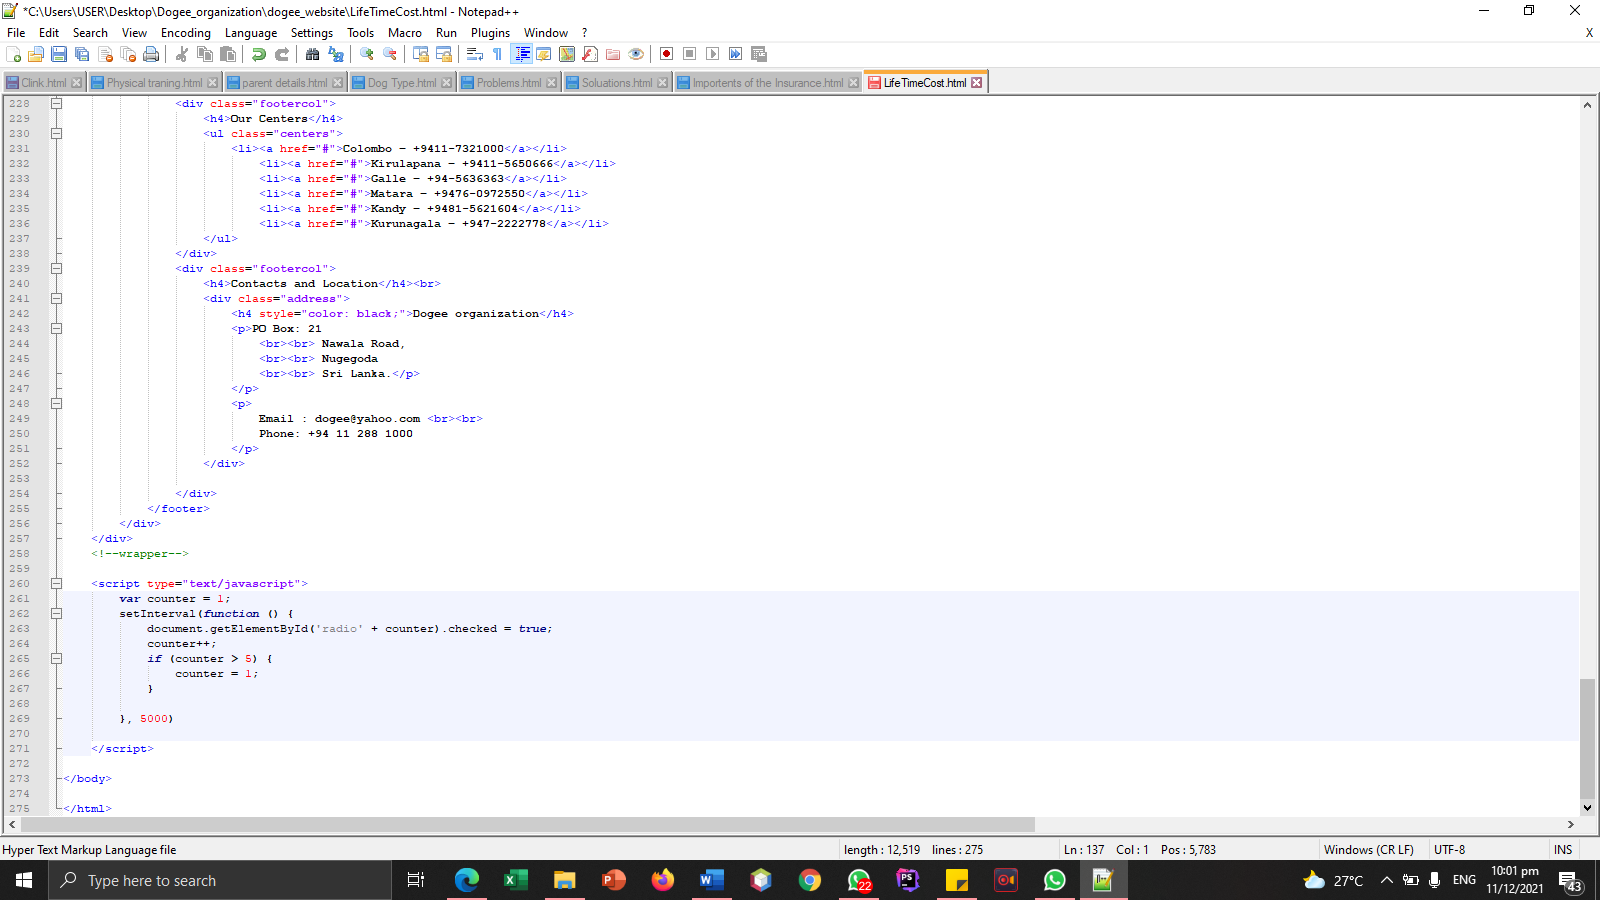 *C:\Users\USER\Desktop\Dogee_organization\dogee_website\LifeTimeCost.html - Notepad++
File Edit Search View Encoding Language Settings Tools Macro Run Plugins Window ? X
Clink.html Physical traning.html parent details.html Dog Type.html Problems.html Soluations.html Importents of the Insurance.html LifeTimeCost.html
228 <div class="footercol">
229 <h4>Our Centers</h4>
230 <ul class="centers">
231 <li><a href="#">Colombo – +9411-7321000</a></li>
232 <li><a href="#">Kirulapana – +9411-5650666</a></li>
233 <li><a href="#">Galle – +94-5636363</a></li>
234 <li><a href="#">Matara – +9476-0972550</a></li>
235 <li><a href="#">Kandy – +9481-5621604</a></li>
236 <li><a href="#">Kurunagala – +947-2222778</a></li>
237 </ul>
238 </div>
239 <div class="footercol">
240 <h4>Contacts and Location</h4><br>
241 <div class="address">
242 <h4 style="color: black;">Dogee organization</h4>
243 <p>PO Box: 21
244 <br><br> Nawala Road,
245 <br><br> Nugegoda
246 <br><br> Sri Lanka.</p>
247 </p>
248 <p>
249 Email : dogee@yahoo.com <br><br>
250 Phone: +94 11 288 1000
251 </p>
252 </div>
253
254 </div>
255 </footer>
256 </div>
257 </div>
258 <!--wrapper-->
259
260 <script type="text/javascript">
261 var counter = 1;
262 setInterval(function () {
263 document.getElementById('radio' + counter).checked = true;
264 counter++;
265 if (counter > 5) {
266 counter = 1;
267 }
268
269 }, 5000)
270
271 </script>
272
273 </body>
274
275 </html>
Hyper Text Markup Language file length : 12,519 lines : 275 Ln : 137 Col : 1 Pos : 5,783 Windows (CR LF) UTF-8 INS
Type here to search 22 27°C ENG 10:01 pm 11/12/2021 43